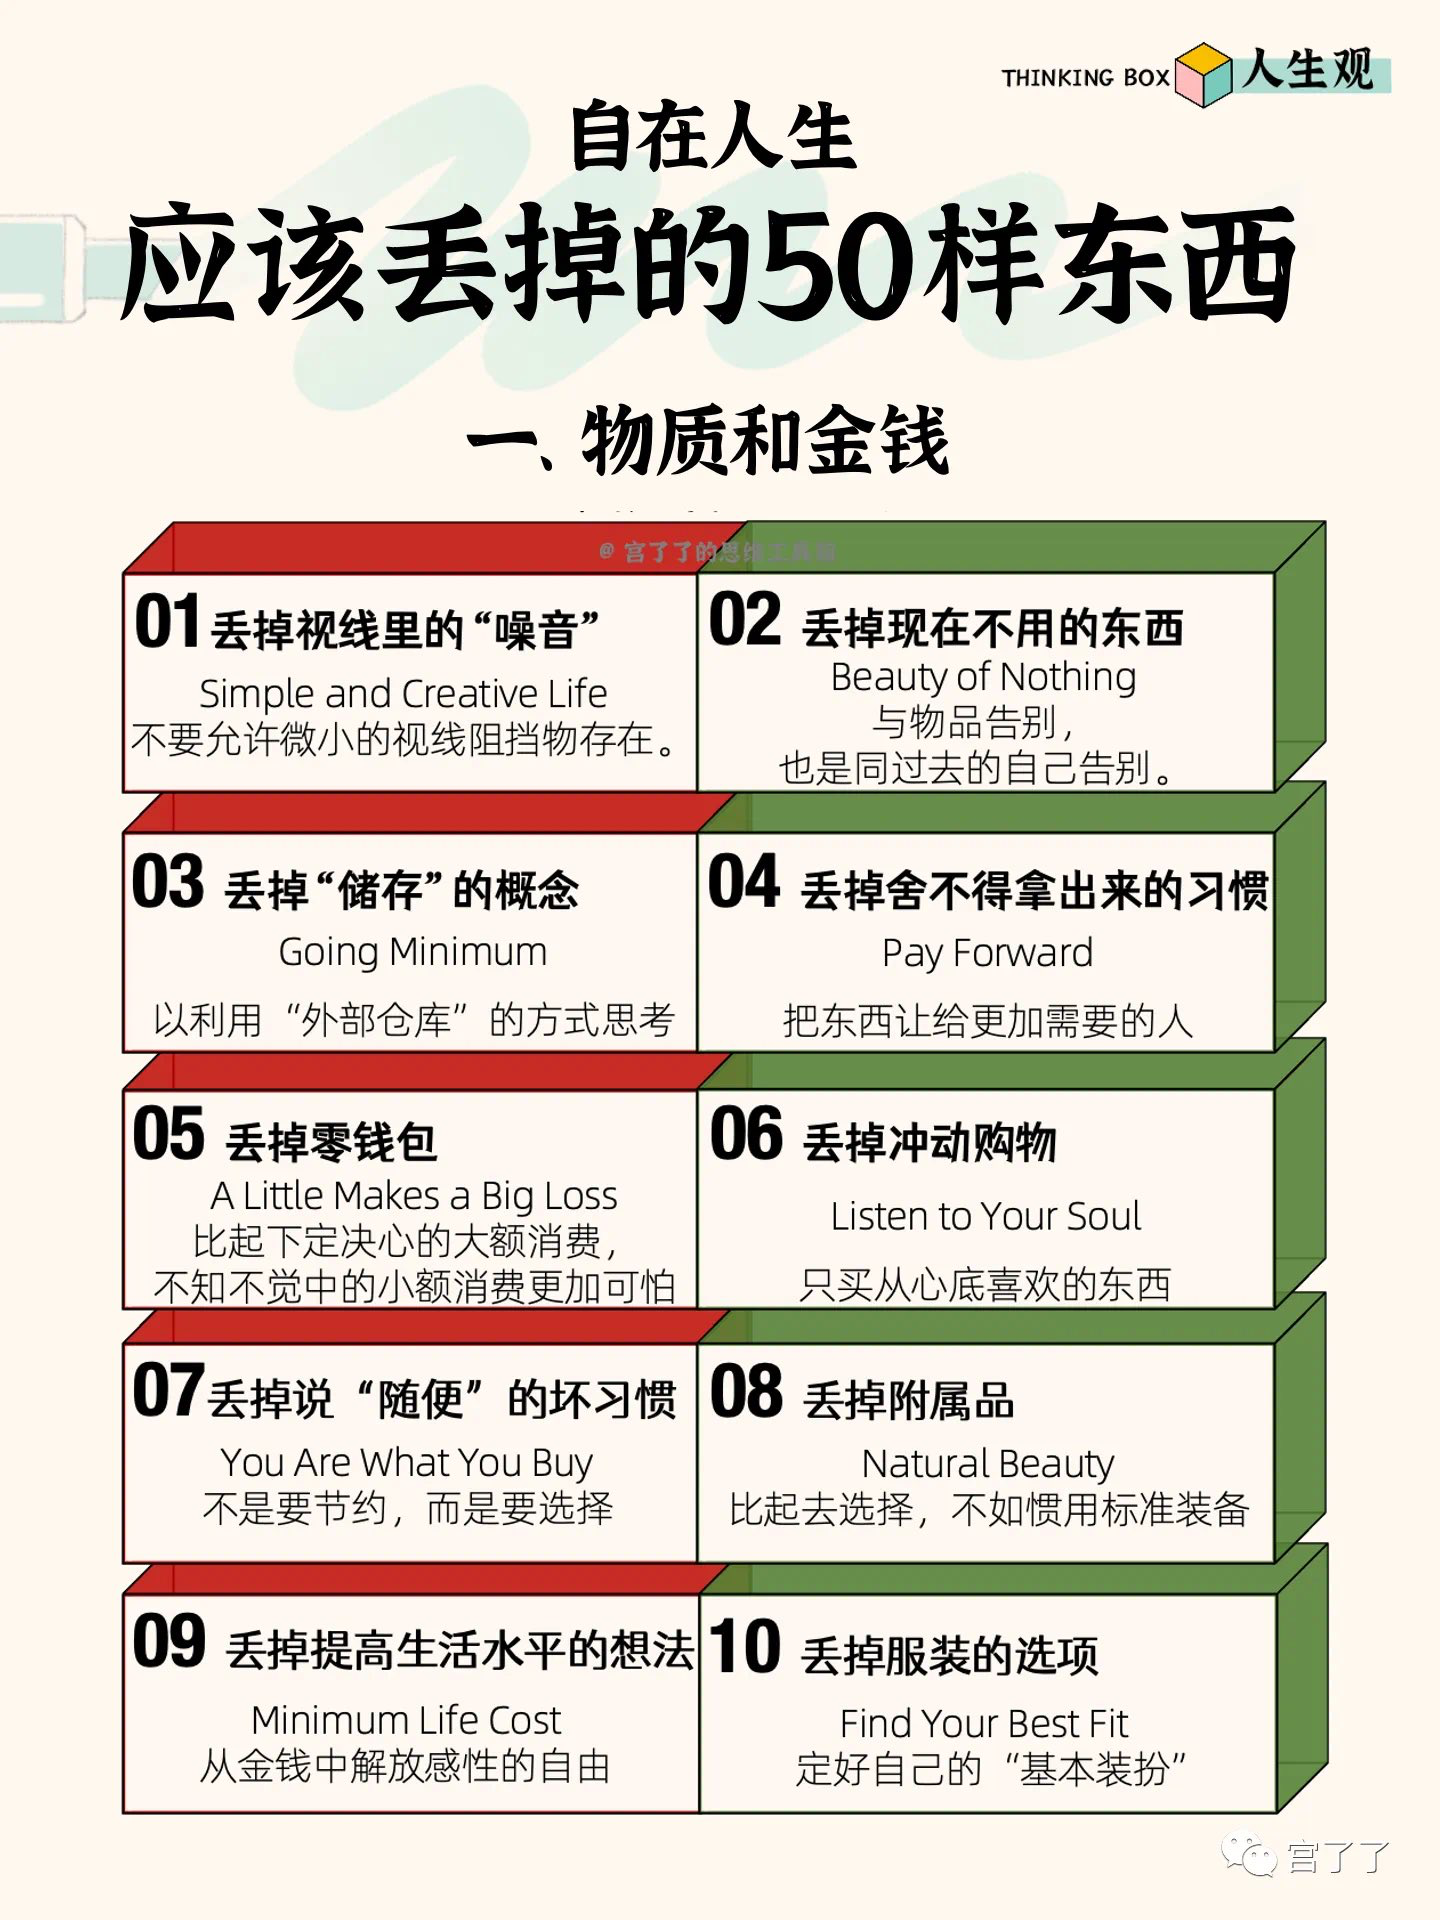 THINKING BOX 人生观
自在人生
应该丢掉的50样东西
一、物质和金钱
@宫了了的思维工具箱
01 丢掉视线里的“噪音”
Simple and Creative Life
不要允许微小的视线阻挡物存在。
02 丢掉现在不用的东西
Beauty of Nothing
与物品告别，
也是同过去的自己告别。
03 丢掉“储存”的概念
Going Minimum
以利用“外部仓库”的方式思考
04 丢掉舍不得拿出来的习惯
Pay Forward
把东西让给更加需要的人
05 丢掉零钱包
A Little Makes a Big Loss
比起下定决心的大额消费，
不知不觉中的小额消费更加可怕
06 丢掉冲动购物
Listen to Your Soul
只买从心底喜欢的东西
07 丢掉说“随便”的坏习惯
You Are What You Buy
不是要节约，而是要选择
08 丢掉附属品
Natural Beauty
比起去选择，不如惯用标准装备
09 丢掉提高生活水平的想法
Minimum Life Cost
从金钱中解放感性的自由
10 丢掉服装的选项
Find Your Best Fit
定好自己的“基本装扮”
宫了了